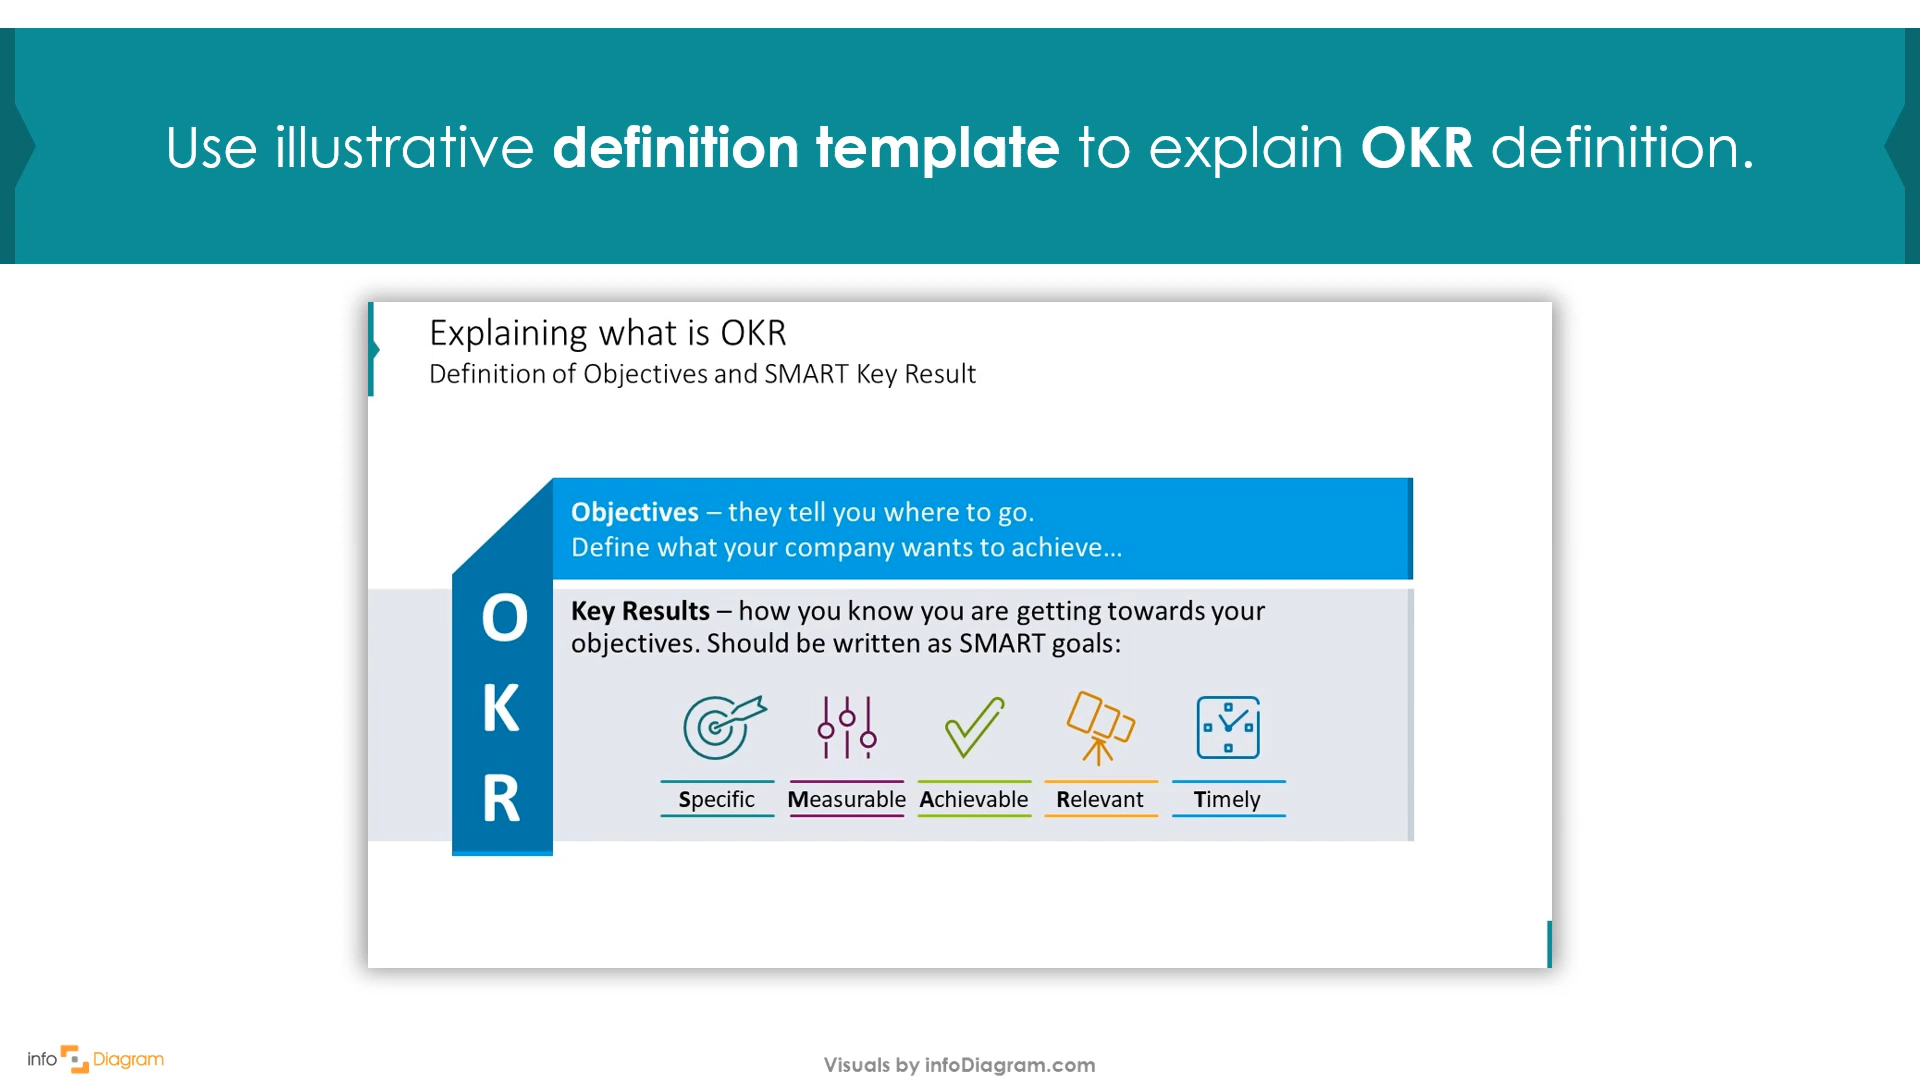 Use illustrative definition template to explain OKR definition.
Explaining what is OKR
Definition of Objectives and SMART Key Result
Objectives – they tell you where to go.
Define what your company wants to achieve...
O
K
R
Key Results – how you know you are getting towards your
objectives. Should be written as SMART goals:
Specific Measurable Achievable Relevant Timely
info Diagram
Visuals by infoDiagram.com